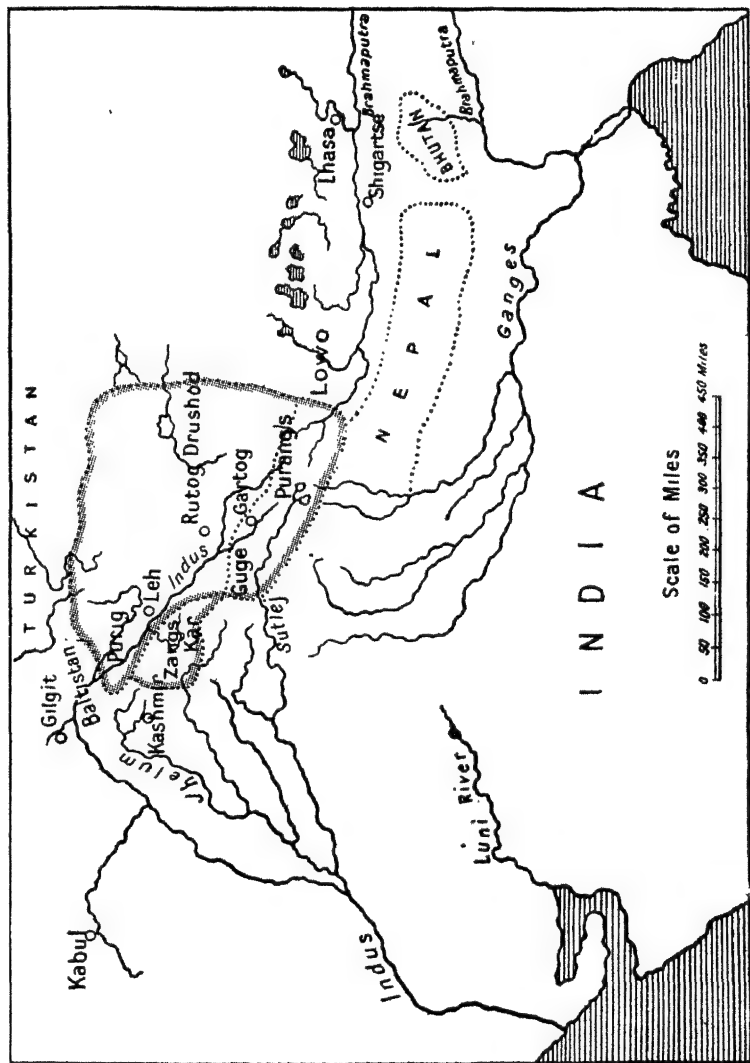 TURKISTAN
Gilgit
Baltistan
Purig
Leh
Indus
Rutog
Drushod
Kabul
Kashmir
Jhelum
Zangs
Kar
Guge
Gaytog
Purangs
Sutlej
Lowo
Lhasa
Brahmaputra
Shigartse
BHUTAIN
Brahmaputra
NEPAL
Ganges
Indus
Luni River
INDIA
Scale of Miles
0 50 100 150 200 250 300 350 400 450 Miles